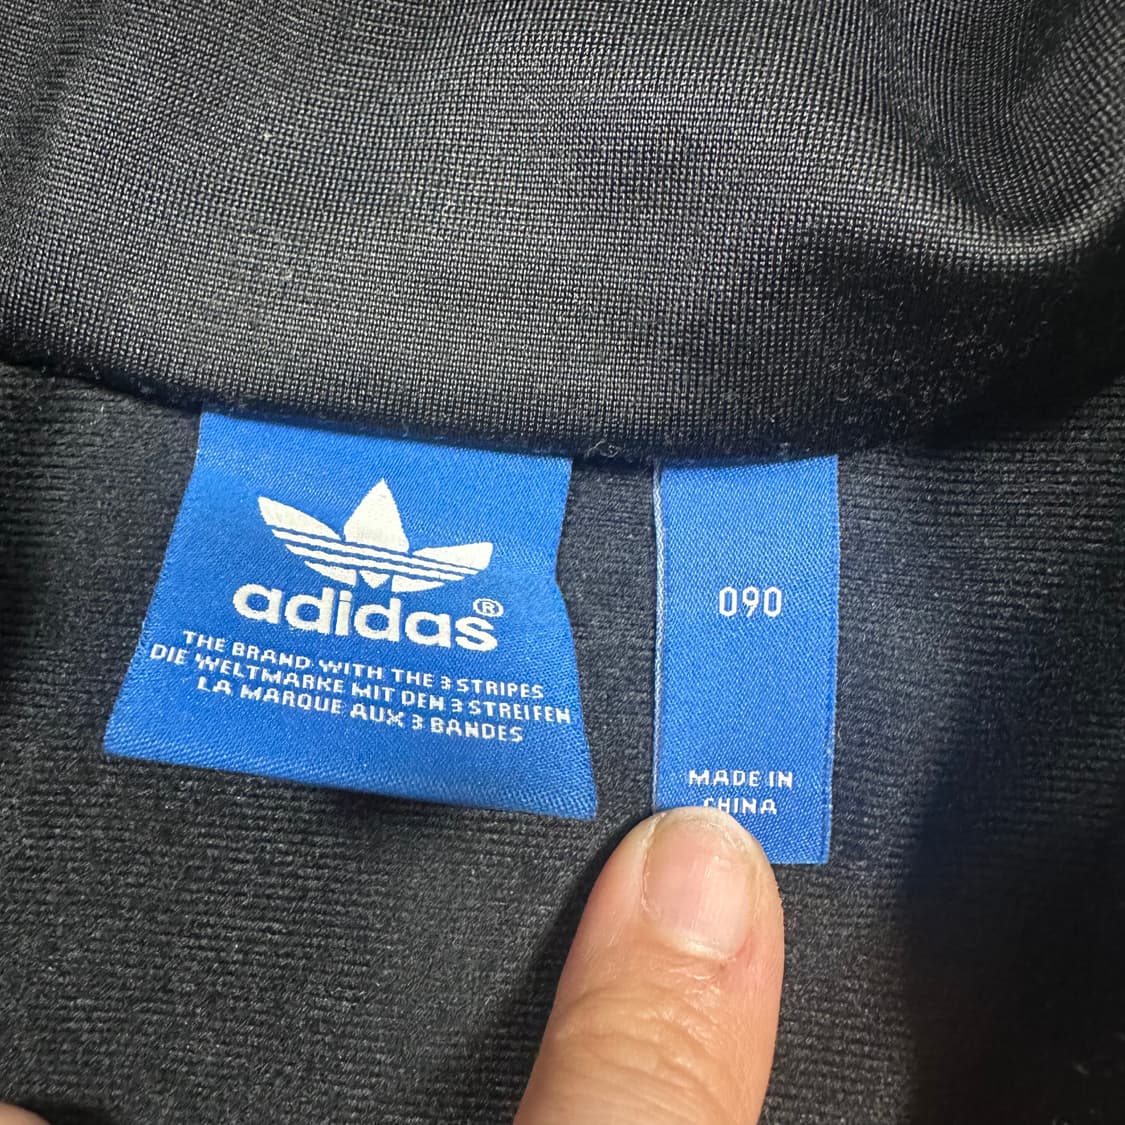 adidas®
THE BRAND WITH THE 3 STRIPES
DIE WELTMARKE MIT DEN 3 STREIFEN
LA MARQUE AUX 3 BANDES
090
MADE IN
CHINA